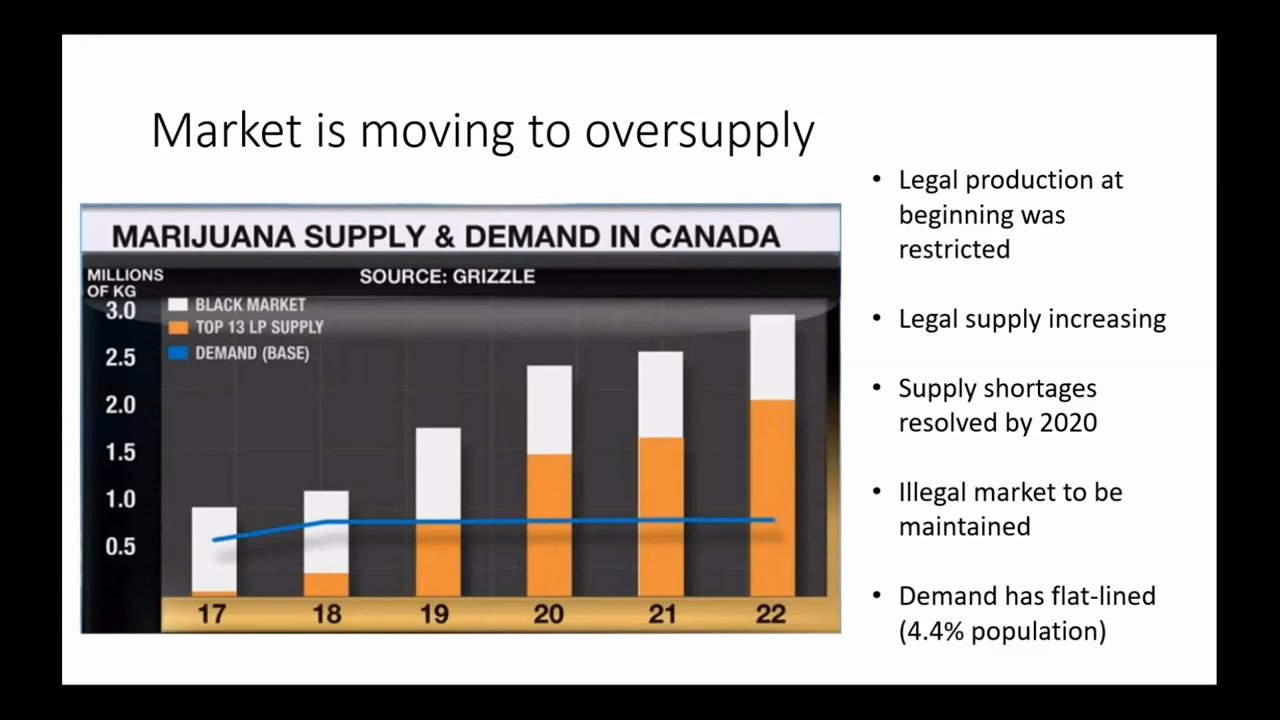 Market is moving to oversupply
MARIJUANA SUPPLY & DEMAND IN CANADA
MILLIONS
OF KG
SOURCE: GRIZZLE
BLACK MARKET
TOP 13 LP SUPPLY
DEMAND (BASE)
3.0
2.5
2.0
1.5
1.0
0.5
17 18 19 20 21 22
• Legal production at
beginning was
restricted
• Legal supply increasing
• Supply shortages
resolved by 2020
• Illegal market to be
maintained
• Demand has flat-lined
(4.4% population)